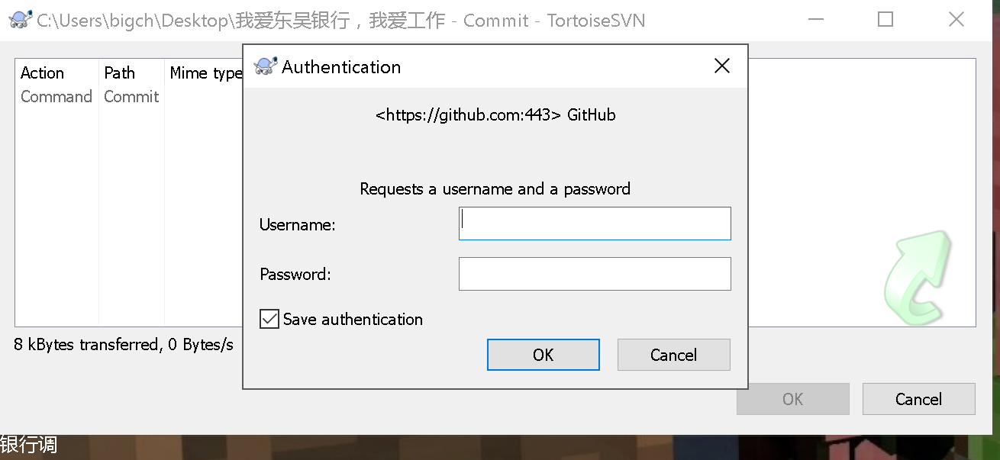 C:\Users\bigch\Desktop\我爱东吴银行，我爱工作 - Commit - TortoiseSVN
Authentication
Action Path Mime type
Command Commit
<https://github.com:443> GitHub
Requests a username and a password
Username:
Password:
Save authentication
8 kBytes transferred, 0 Bytes/s
OK Cancel
OK Cancel
银行调